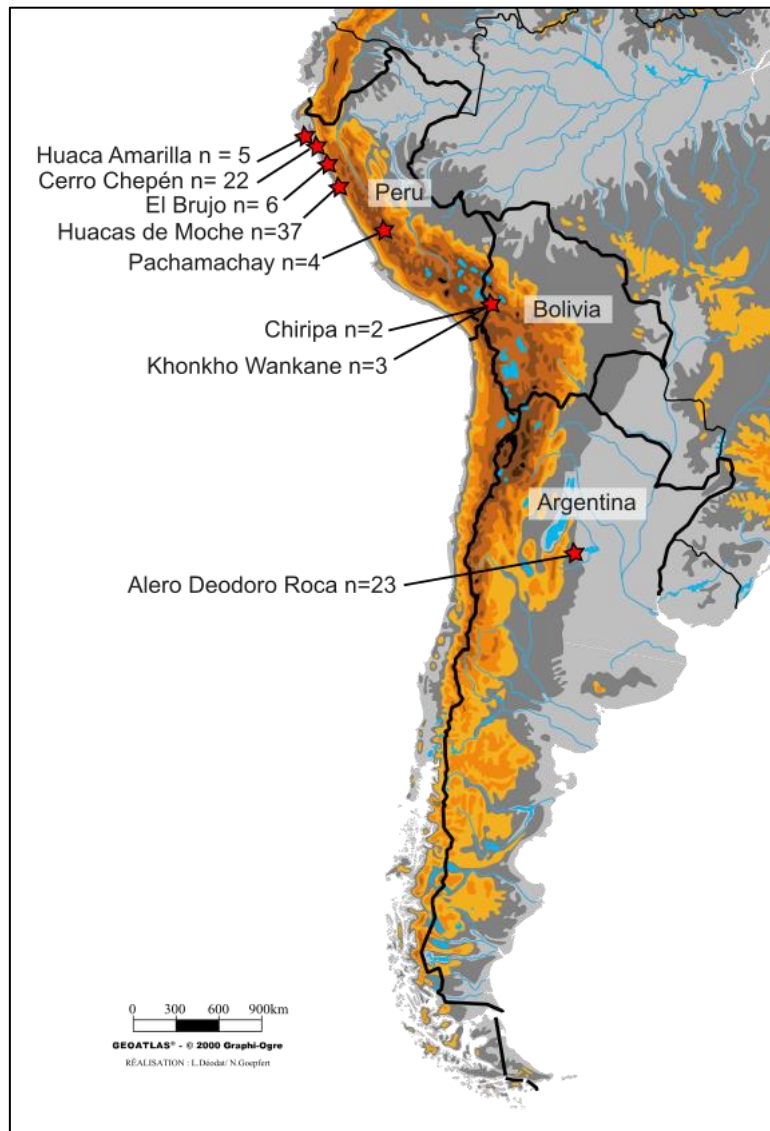 Huaca Amarilla n = 5
Cerro Chepén n= 22
El Brujo n= 6
Peru
Huacas de Moche n=37
Pachamachay n=4
Bolivia
Chiripa n=2
Khonkho Wankane n=3
Argentina
Alero Deodoro Roca n=23
0 300 600 900km
GEOATLAS® - © 2000 Graphi-Ogre
RÉALISATION : L.Déodat/ N.Goepfert